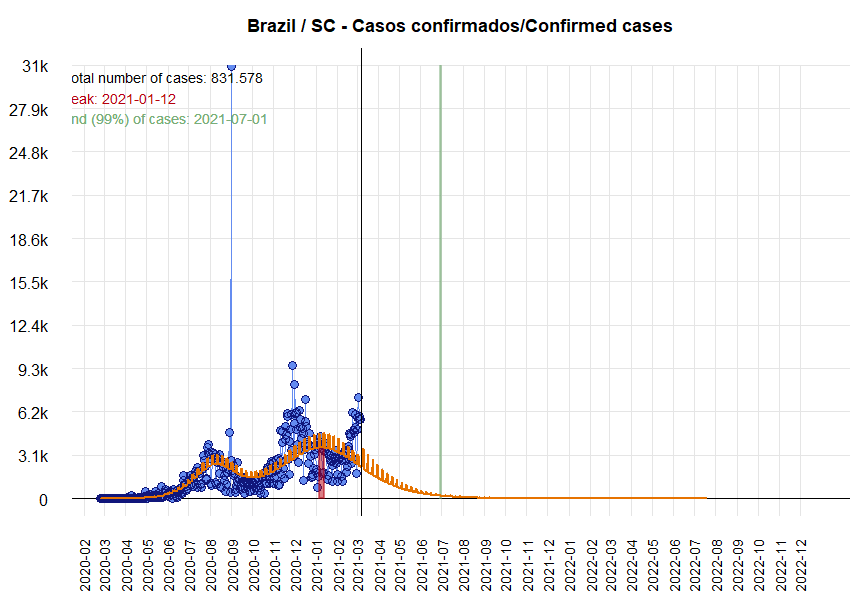 Brazil / SC - Casos confirmados/Confirmed cases
31k
otal number of cases: 831.578
eak: 2021-01-12
27.9k
nd (99%) of cases: 2021-07-01
24.8k
21.7k
18.6k
15.5k
12.4k
9.3k
6.2k
3.1k
0
2020-02
2020-03
2020-04
2020-05
2020-06
2020-07
2020-08
2020-09
2020-10
2020-11
2020-12
2021-01
2021-02
2021-03
2021-04
2021-05
2021-06
2021-07
2021-08
2021-09
2021-10
2021-11
2021-12
2022-01
2022-02
2022-03
2022-04
2022-05
2022-06
2022-07
2022-08
2022-09
2022-10
2022-11
2022-12